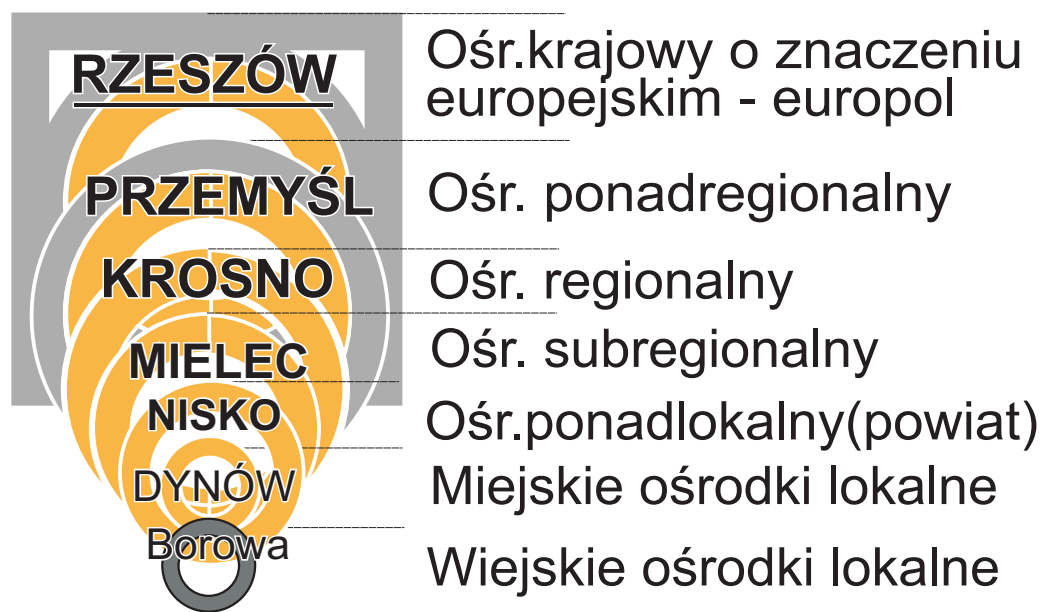 RZESZÓW
Ośr.krajowy o znaczeniu
europejskim - europol
PRZEMYŚL
Ośr. ponadregionalny
KROSNO
Ośr. regionalny
MIELEC
Ośr. subregionalny
NISKO
Ośr.ponadlokalny(powiat)
DYNÓW
Miejskie ośrodki lokalne
Borowa
Wiejskie ośrodki lokalne